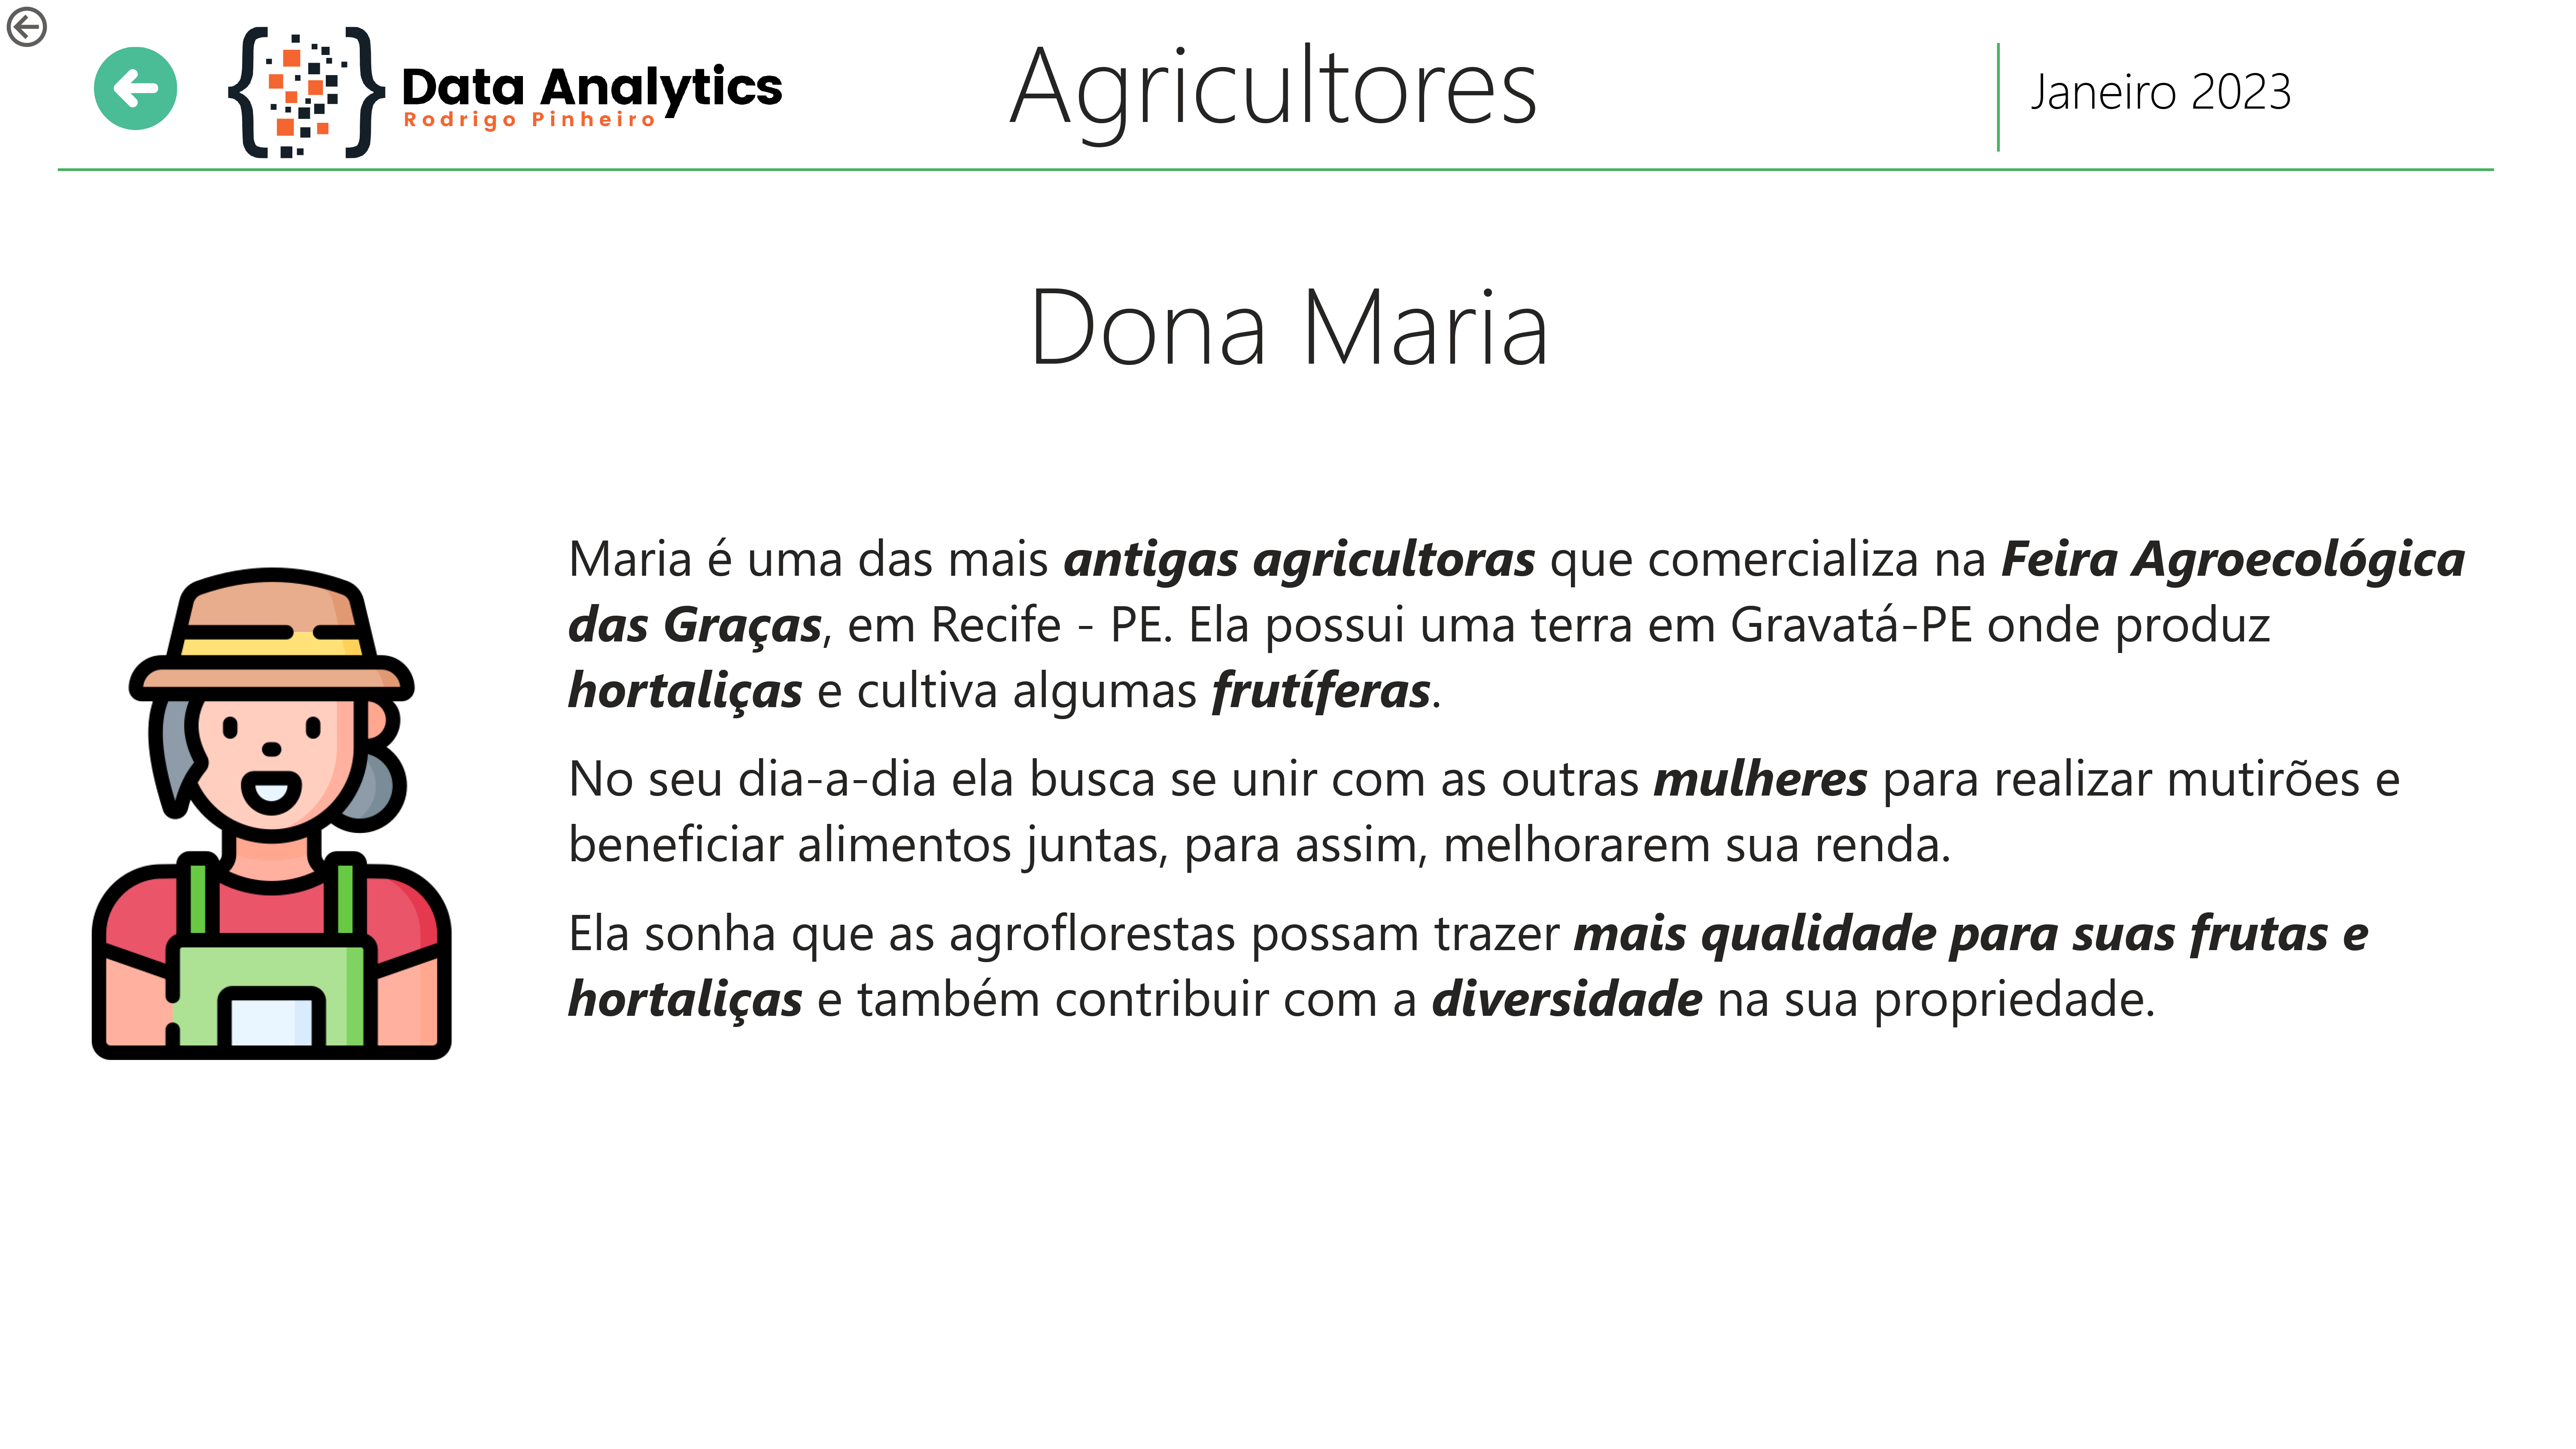 Data Analytics
Rodrigo Pinheiro
Agricultores
Janeiro 2023
Dona Maria
Maria é uma das mais antigas agricultoras que comercializa na Feira Agroecológica
das Graças, em Recife - PE. Ela possui uma terra em Gravatá-PE onde produz
hortaliças e cultiva algumas frutíferas.
No seu dia-a-dia ela busca se unir com as outras mulheres para realizar mutirões e
beneficiar alimentos juntas, para assim, melhorarem sua renda.
Ela sonha que as agroflorestas possam trazer mais qualidade para suas frutas e
hortaliças e também contribuir com a diversidade na sua propriedade.